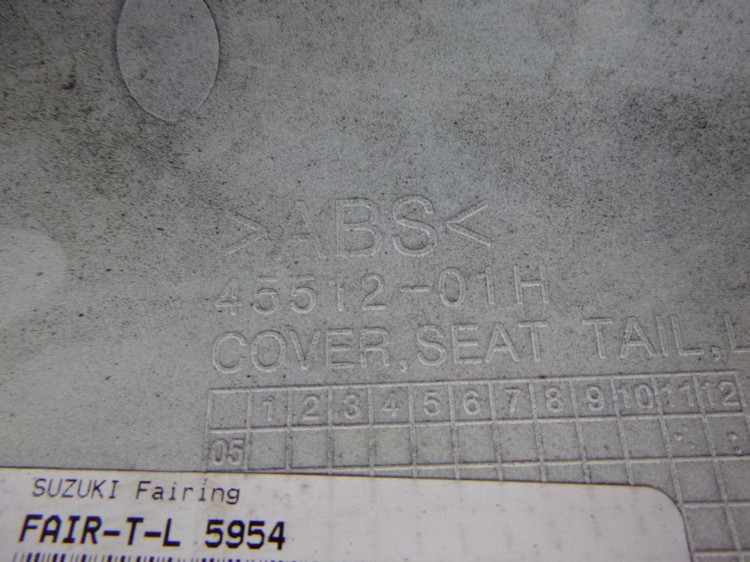 >ABS<
45512-01H
COVER,SEAT TAIL,L
1 2 3 4 5 6 7 8 9 10 11 12
05
SUZUKI Fairing
FAIR-T-L 5954